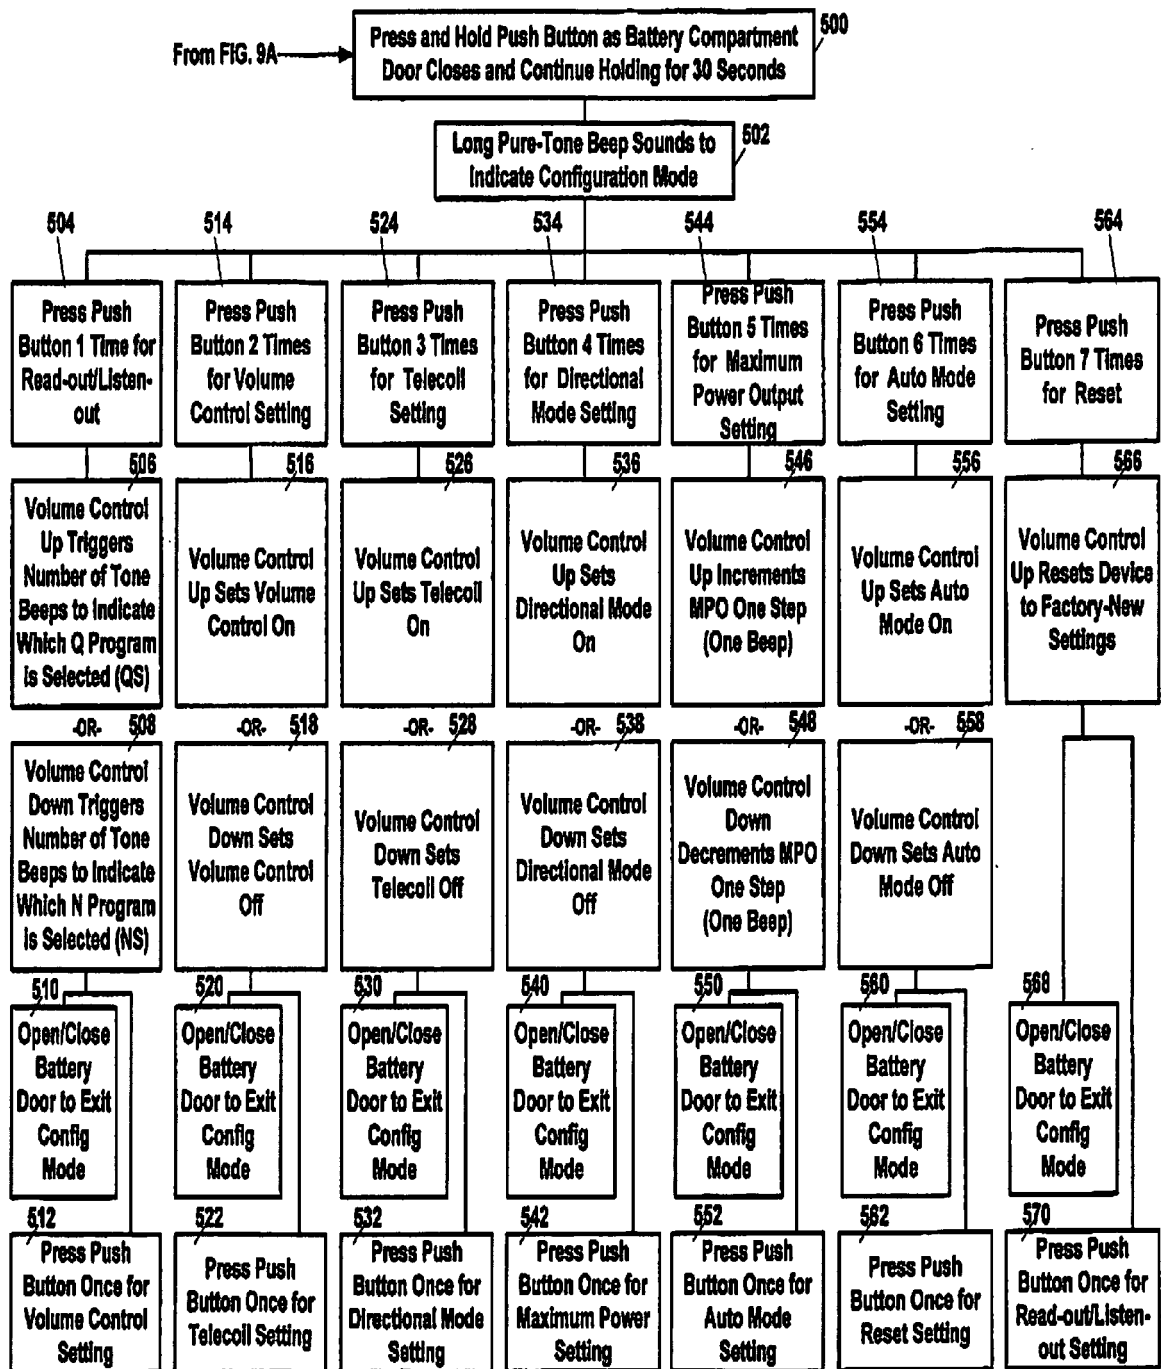 From FIG. 9A
Press and Hold Push Button as Battery Compartment
Door Closes and Continue Holding for 30 Seconds
500
Long Pure-Tone Beep Sounds to
Indicate Configuration Mode
502
504
Press Push
Button 1 Time for
Read-out/Listen-
out
514
Press Push
Button 2 Times
for Volume
Control Setting
524
Press Push
Button 3 Times
for Telecoil
Setting
534
Press Push
Button 4 Times
for Directional
Mode Setting
544
Press Push
Button 5 Times
for Maximum
Power Output
Setting
554
Press Push
Button 6 Times
for Auto Mode
Setting
564
Press Push
Button 7 Times
for Reset
506
Volume Control
Up Triggers
Number of Tone
Beeps to Indicate
Which Q Program
is Selected (QS)
516
Volume Control
Up Sets Volume
Control On
526
Volume Control
Up Sets Telecoil
On
536
Volume Control
Up Sets
Directional Mode
On
546
Volume Control
Up Increments
MPO One Step
(One Beep)
556
Volume Control
Up Sets Auto
Mode On
566
Volume Control
Up Resets Device
to Factory-New
Settings
-OR- 508
Volume Control
Down Triggers
Number of Tone
Beeps to Indicate
Which N Program
is Selected (NS)
-OR- 518
Volume Control
Down Sets
Volume Control
Off
-OR- 528
Volume Control
Down Sets
Telecoil Off
-OR- 538
Volume Control
Down Sets
Directional Mode
Off
-OR- 548
Volume Control
Down
Decrements MPO
One Step
(One Beep)
-OR- 558
Volume Control
Down Sets Auto
Mode Off
510
Open/Close
Battery
Door to Exit
Config
Mode
520
Open/Close
Battery
Door to Exit
Config
Mode
530
Open/Close
Battery
Door to Exit
Config
Mode
540
Open/Close
Battery
Door to Exit
Config
Mode
550
Open/Close
Battery
Door to Exit
Config
Mode
560
Open/Close
Battery
Door to Exit
Config
Mode
568
Open/Close
Battery
Door to Exit
Config
Mode
512
Press Push
Button Once for
Volume Control
Setting
522
Press Push
Button Once for
Telecoil Setting
532
Press Push
Button Once for
Directional Mode
Setting
542
Press Push
Button Once for
Maximum Power
Setting
552
Press Push
Button Once for
Auto Mode
Setting
562
Press Push
Button Once for
Reset Setting
570
Press Push
Button Once for
Read-out/Listen-
out Setting